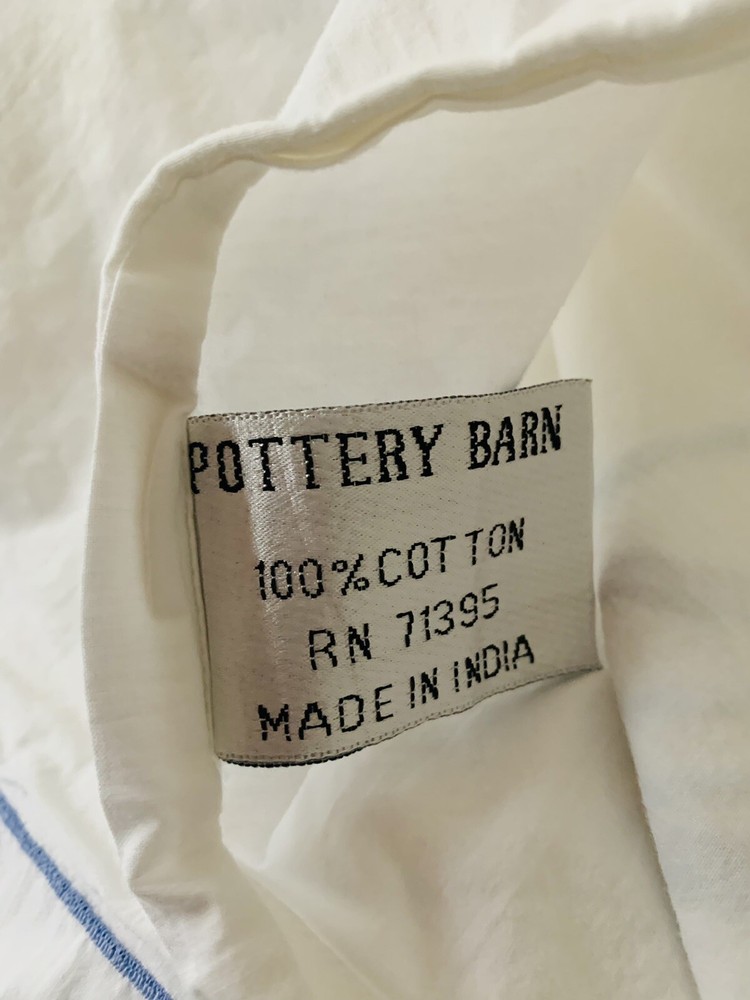 POTTERY BARN
100% COTTON
RN 71395
MADE IN INDIA